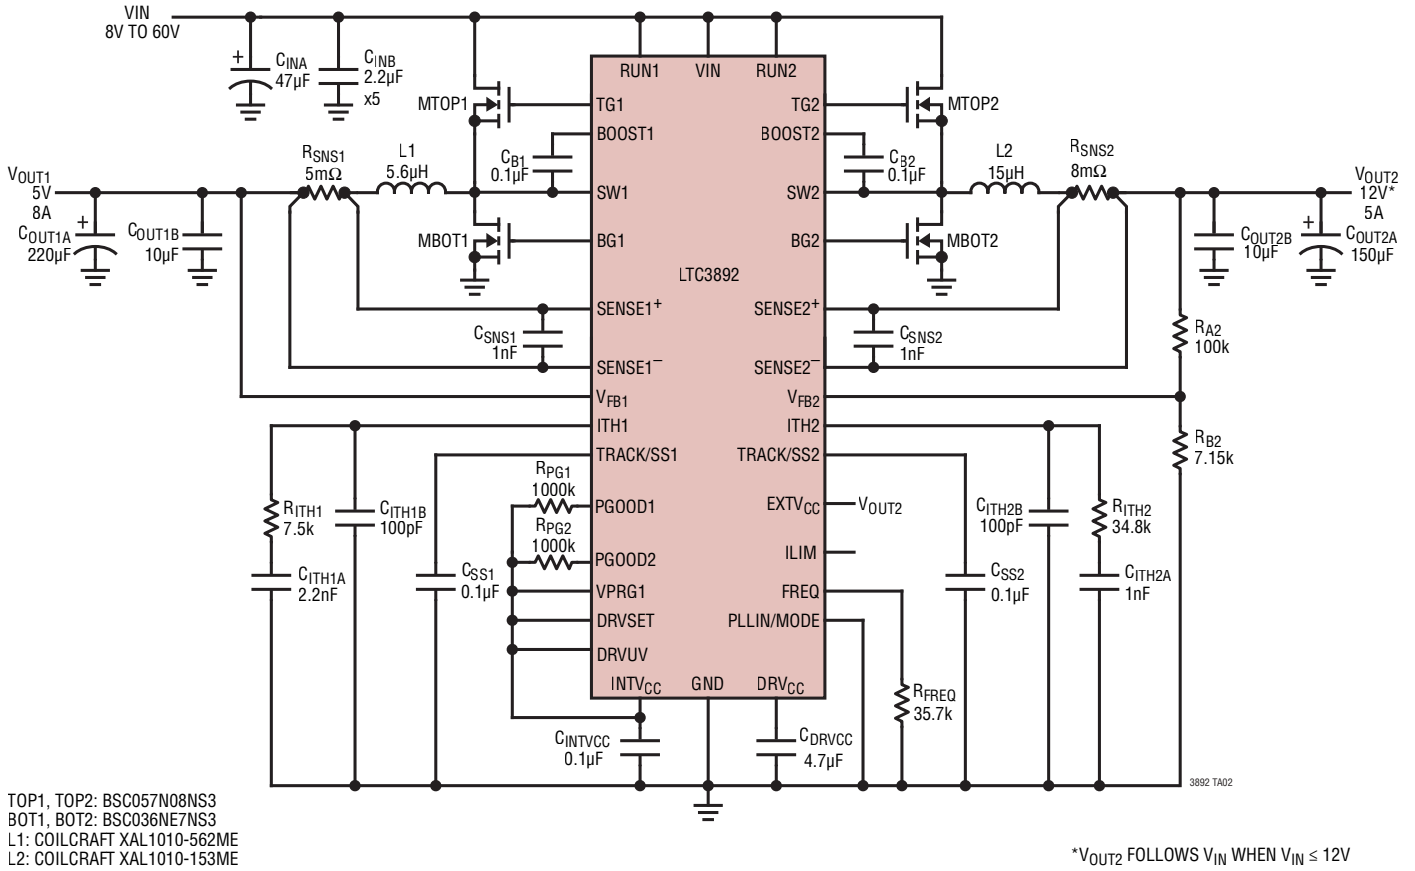 VIN
8V TO 60V
CINA
47µF
CINB
2.2µF
x5
+
RUN1
VIN
RUN2
MTOP1
TG1
TG2
MTOP2
BOOST1
BOOST2
CB1
0.1µF
CB2
0.1µF
VOUT1
5V
8A
RSNS1
5mΩ
L1
5.6µH
SW1
SW2
L2
15µH
RSNS2
8mΩ
VOUT2
12V*
5A
COUT1A
220µF
+
COUT1B
10µF
MBOT1
BG1
BG2
MBOT2
COUT2B
10µF
+
COUT2A
150µF
LTC3892
SENSE1+
SENSE2+
CSNS1
1nF
CSNS2
1nF
SENSE1–
SENSE2–
RA2
100k
VFB1
VFB2
ITH1
ITH2
RB2
7.15k
TRACK/SS1
TRACK/SS2
RPG1
1000k
PGOOD1
EXTVCC
VOUT2
RITH1
7.5k
CITH1B
100pF
CITH2B
100pF
RITH2
34.8k
RPG2
1000k
PGOOD2
ILIM
CITH1A
2.2nF
CSS1
0.1µF
VPRG1
FREQ
CSS2
0.1µF
CITH2A
1nF
DRVSET
PLLIN/MODE
DRVUV
INTVCC
GND
DRVCC
RFREQ
35.7k
CINTVCC
0.1µF
CDRVCC
4.7µF
3892 TA02
TOP1, TOP2: BSC057N08NS3
BOT1, BOT2: BSC036NE7NS3
L1: COILCRAFT XAL1010-562ME
L2: COILCRAFT XAL1010-153ME
*VOUT2 FOLLOWS VIN WHEN VIN ≤ 12V